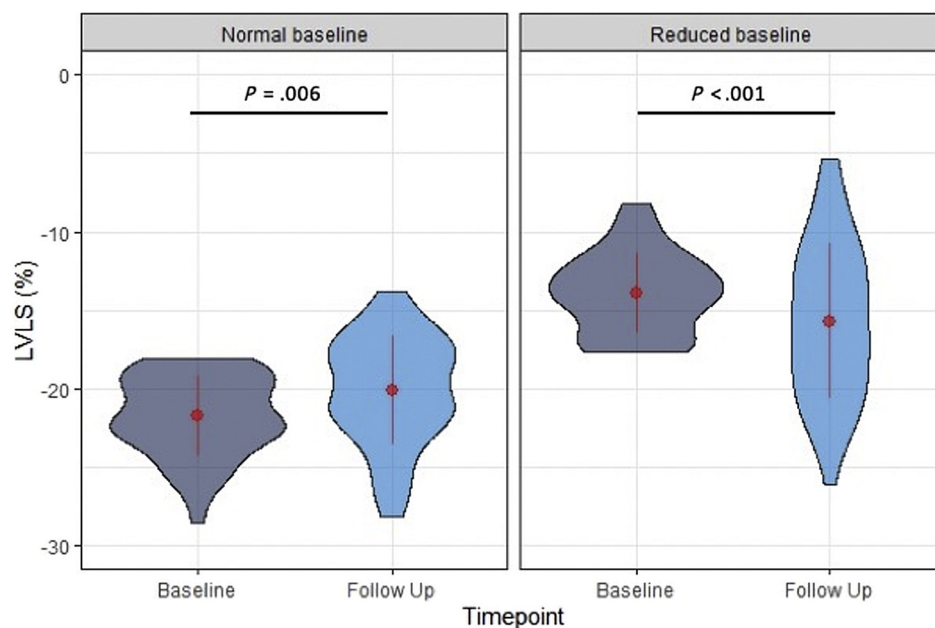 Normal baseline
Reduced baseline
0
P = .006
P <.001
-10
LVLS (%)
-20
-30
Baseline
Follow Up
Baseline
Follow Up
Timepoint